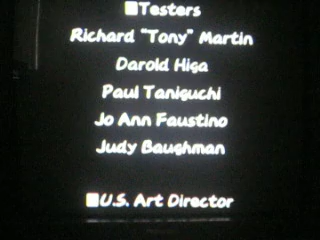 ■Testers
Richard "Tony" Martin
Darold Higa
Paul Taniguchi
Jo Ann Faustino
Judy Baughman
■U.S. Art Director